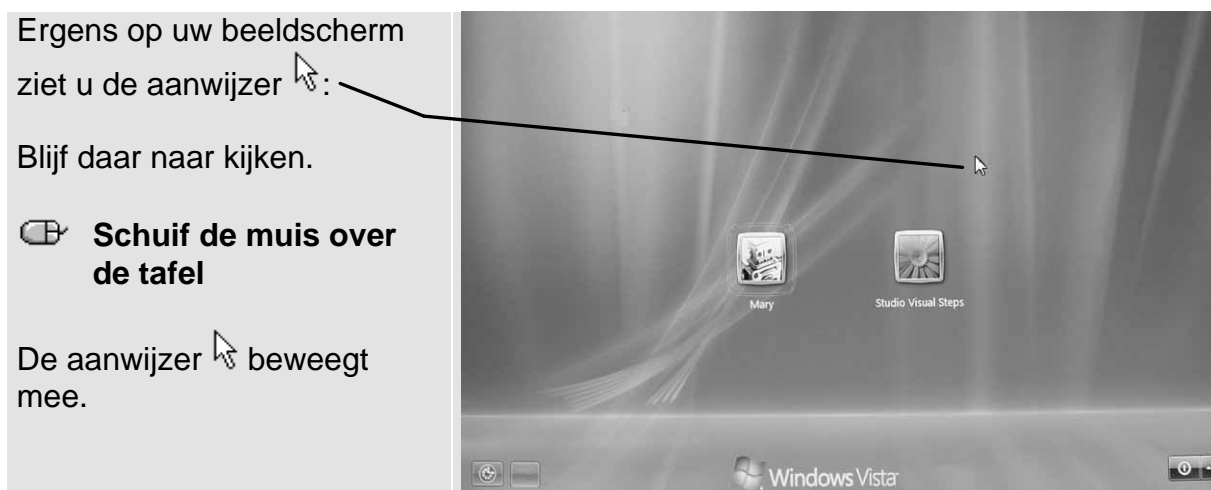 Ergens op uw beeldscherm
ziet u de aanwijzer :
Blijf daar naar kijken.
Schuif de muis over
de tafel
De aanwijzer beweegt
mee.
Mary
Studio Visual Steps
Windows Vista